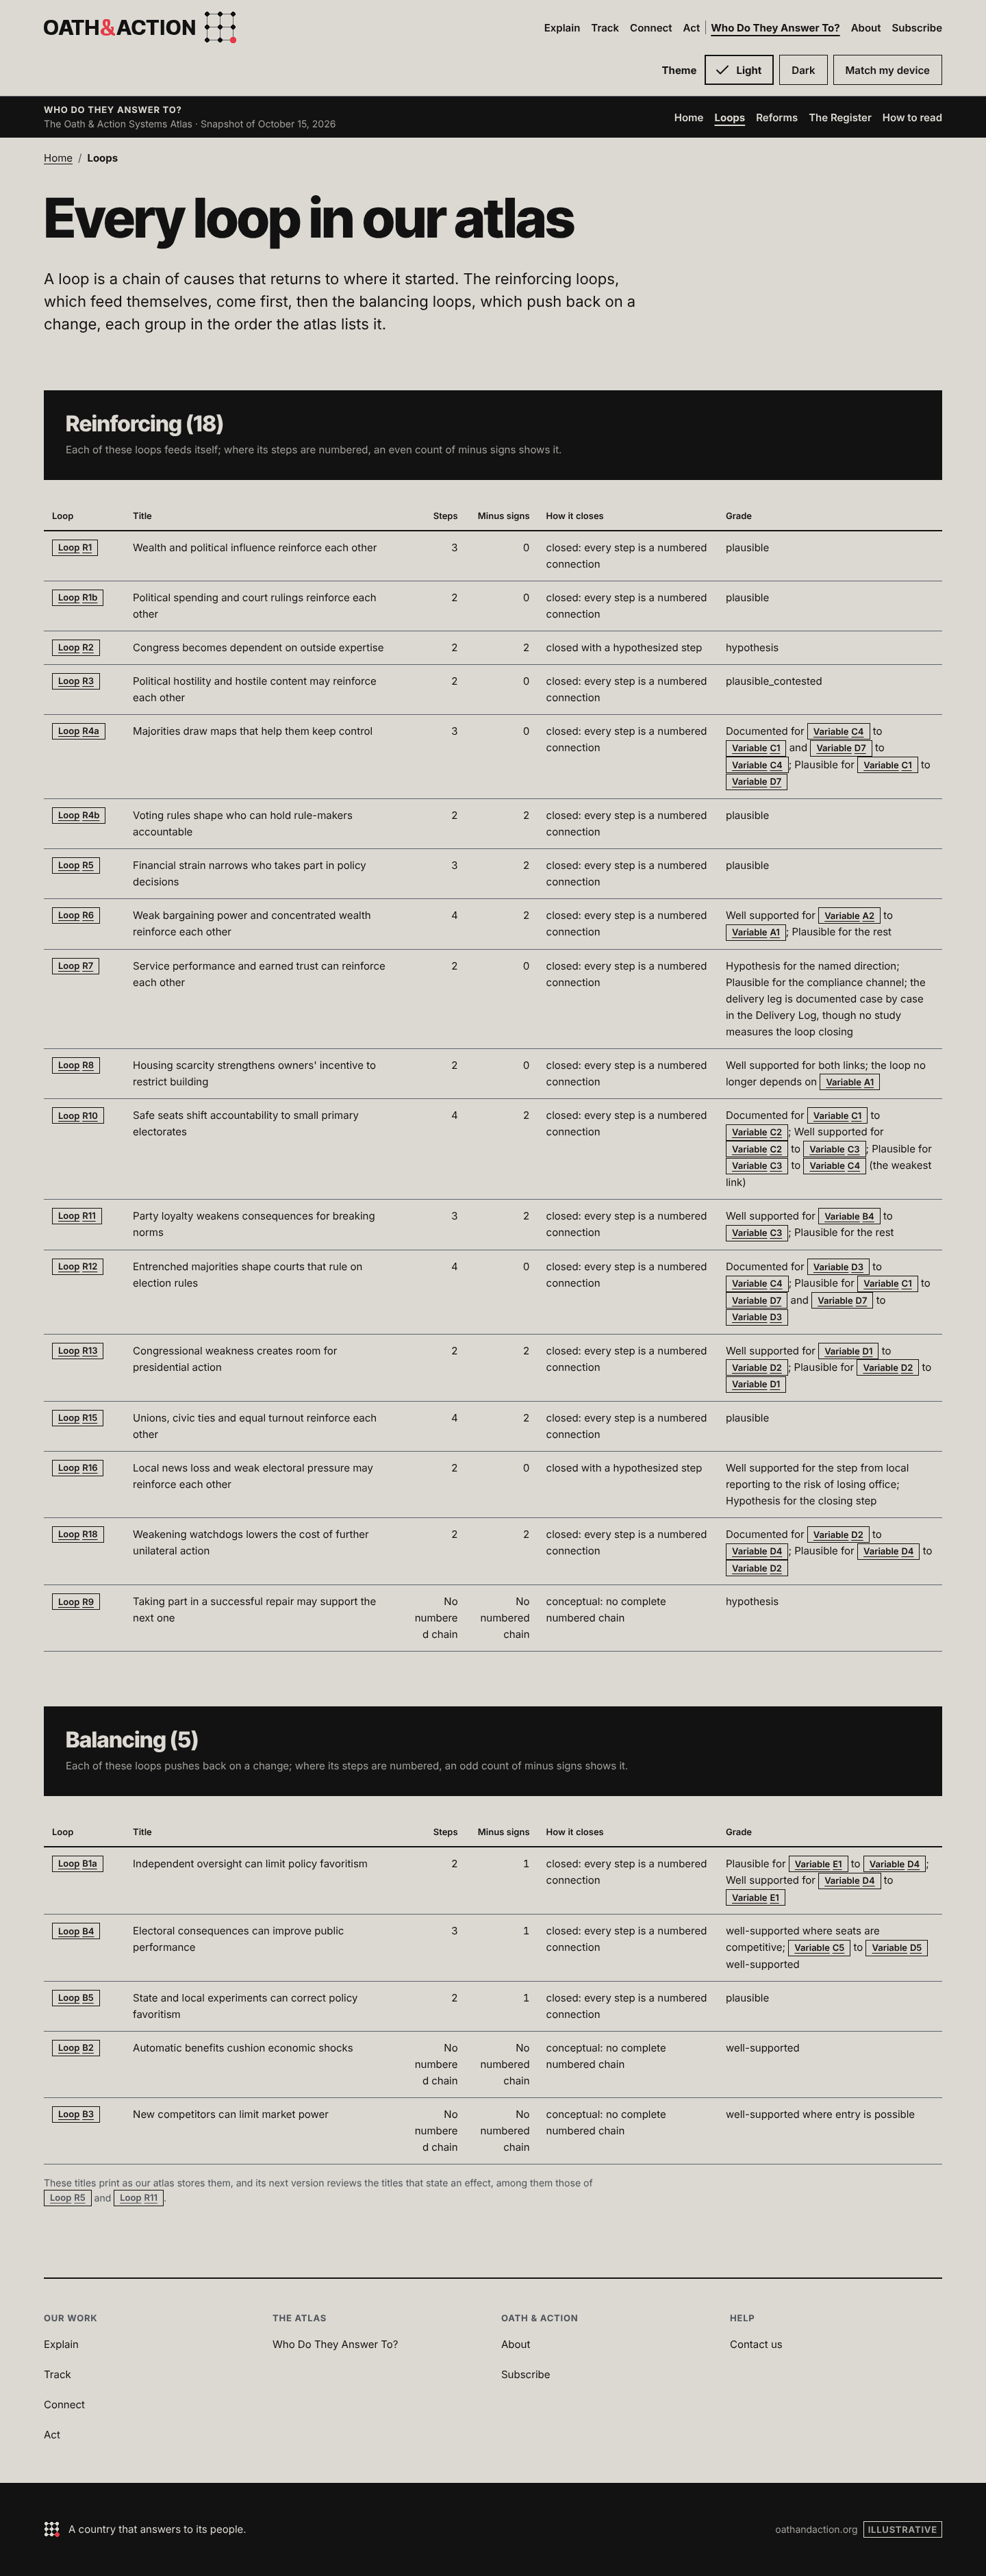 OATH&ACTION
Explain Track Connect Act Who Do They Answer To? About Subscribe
Theme Light Dark Match my device
WHO DO THEY ANSWER TO?
The Oath & Action Systems Atlas · Snapshot of October 15, 2026
Home Loops Reforms The Register How to read
Home / Loops
Every loop in our atlas
A loop is a chain of causes that returns to where it started. The reinforcing loops,
which feed themselves, come first, then the balancing loops, which push back on a
change, each group in the order the atlas lists it.
Reinforcing (18)
Each of these loops feeds itself; where its steps are numbered, an even count of minus signs shows it.
Loop Title Steps Minus signs How it closes Grade
Loop R1 Wealth and political influence reinforce each other 3 0 closed: every step is a numbered plausible
connection
Loop R1b Political spending and court rulings reinforce each 2 0 closed: every step is a numbered plausible
other connection
Loop R2 Congress becomes dependent on outside expertise 2 2 closed with a hypothesized step hypothesis
Loop R3 Political hostility and hostile content may reinforce 2 0 closed: every step is a numbered plausible_contested
each other connection
Loop R4a Majorities draw maps that help them keep control 3 0 closed: every step is a numbered Documented for Variable C4 to
connection Variable C1 and Variable D7 to
Variable C4; Plausible for Variable C1 to
Variable D7
Loop R4b Voting rules shape who can hold rule-makers 2 2 closed: every step is a numbered plausible
accountable connection
Loop R5 Financial strain narrows who takes part in policy 3 2 closed: every step is a numbered plausible
decisions connection
Loop R6 Weak bargaining power and concentrated wealth 4 2 closed: every step is a numbered Well supported for Variable A2 to
reinforce each other connection Variable A1; Plausible for the rest
Loop R7 Service performance and earned trust can reinforce 2 0 closed: every step is a numbered Hypothesis for the named direction;
each other connection Plausible for the compliance channel; the
delivery leg is documented case by case
in the Delivery Log, though no study
measures the loop closing
Loop R8 Housing scarcity strengthens owners' incentive to 2 0 closed: every step is a numbered Well supported for both links; the loop no
restrict building connection longer depends on Variable A1
Loop R10 Safe seats shift accountability to small primary 4 2 closed: every step is a numbered Documented for Variable C1 to
electorates connection Variable C2; Well supported for
Variable C2 to Variable C3; Plausible for
Variable C3 to Variable C4 (the weakest
link)
Loop R11 Party loyalty weakens consequences for breaking 3 2 closed: every step is a numbered Well supported for Variable B4 to
norms connection Variable C3; Plausible for the rest
Loop R12 Entrenched majorities shape courts that rule on 4 0 closed: every step is a numbered Documented for Variable D3 to
election rules connection Variable C4; Plausible for Variable C1 to
Variable D7 and Variable D7 to
Variable D3
Loop R13 Congressional weakness creates room for 2 2 closed: every step is a numbered Well supported for Variable D1 to
presidential action connection Variable D2; Plausible for Variable D2 to
Variable D1
Loop R15 Unions, civic ties and equal turnout reinforce each 4 2 closed: every step is a numbered plausible
other connection
Loop R16 Local news loss and weak electoral pressure may 2 0 closed with a hypothesized step Well supported for the step from local
reinforce each other reporting to the risk of losing office;
Hypothesis for the closing step
Loop R18 Weakening watchdogs lowers the cost of further 2 2 closed: every step is a numbered Documented for Variable D2 to
unilateral action connection Variable D4; Plausible for Variable D4 to
Variable D2
Loop R9 Taking part in a successful repair may support the No No conceptual: no complete hypothesis
next one numbere numbered numbered chain
d chain chain
Balancing (5)
Each of these loops pushes back on a change; where its steps are numbered, an odd count of minus signs shows it.
Loop Title Steps Minus signs How it closes Grade
Loop B1a Independent oversight can limit policy favoritism 2 1 closed: every step is a numbered Plausible for Variable E1 to Variable D4;
connection Well supported for Variable D4 to
Variable E1
Loop B4 Electoral consequences can improve public 3 1 closed: every step is a numbered well-supported where seats are
performance connection competitive; Variable C5 to Variable D5
well-supported
Loop B5 State and local experiments can correct policy 2 1 closed: every step is a numbered plausible
favoritism connection
Loop B2 Automatic benefits cushion economic shocks No No conceptual: no complete well-supported
numbere numbered numbered chain
d chain chain
Loop B3 New competitors can limit market power No No conceptual: no complete well-supported where entry is possible
numbere numbered numbered chain
d chain chain
These titles print as our atlas stores them, and its next version reviews the titles that state an effect, among them those of
Loop R5 and Loop R11.
OUR WORK THE ATLAS OATH & ACTION HELP
Explain Who Do They Answer To? About Contact us
Track Subscribe
Connect
Act
A country that answers to its people. oathandaction.org ILLUSTRATIVE